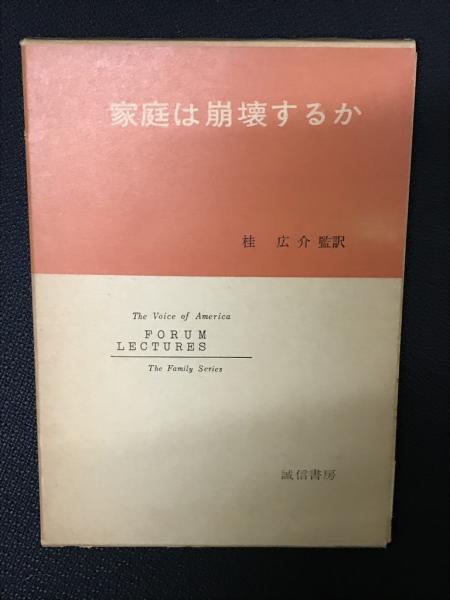 家庭は崩壊するか
桂 広介 監訳
The Voice of America
FORUM
LECTURES
The Family Series
誠信書房